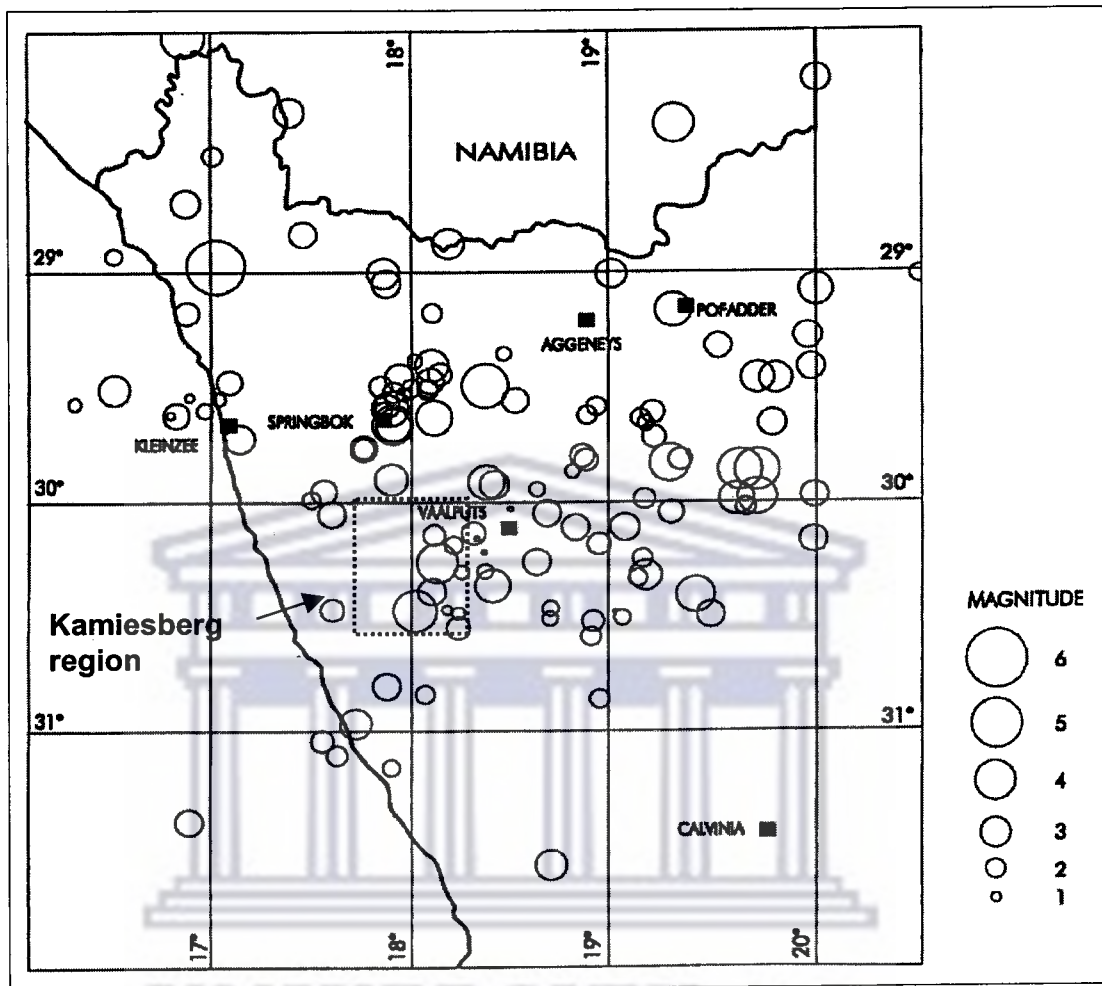 18°
19°
NAMIBIA
29°
29°
POFADDER
AGGENEYS
SPRINGBOK
KLEINZEE
30°
30°
VAALPUTS
MAGNITUDE
6
Kamiesberg
region
5
4
31°
31°
3
CALVINIA
2
1
17°
18°
19°
20°